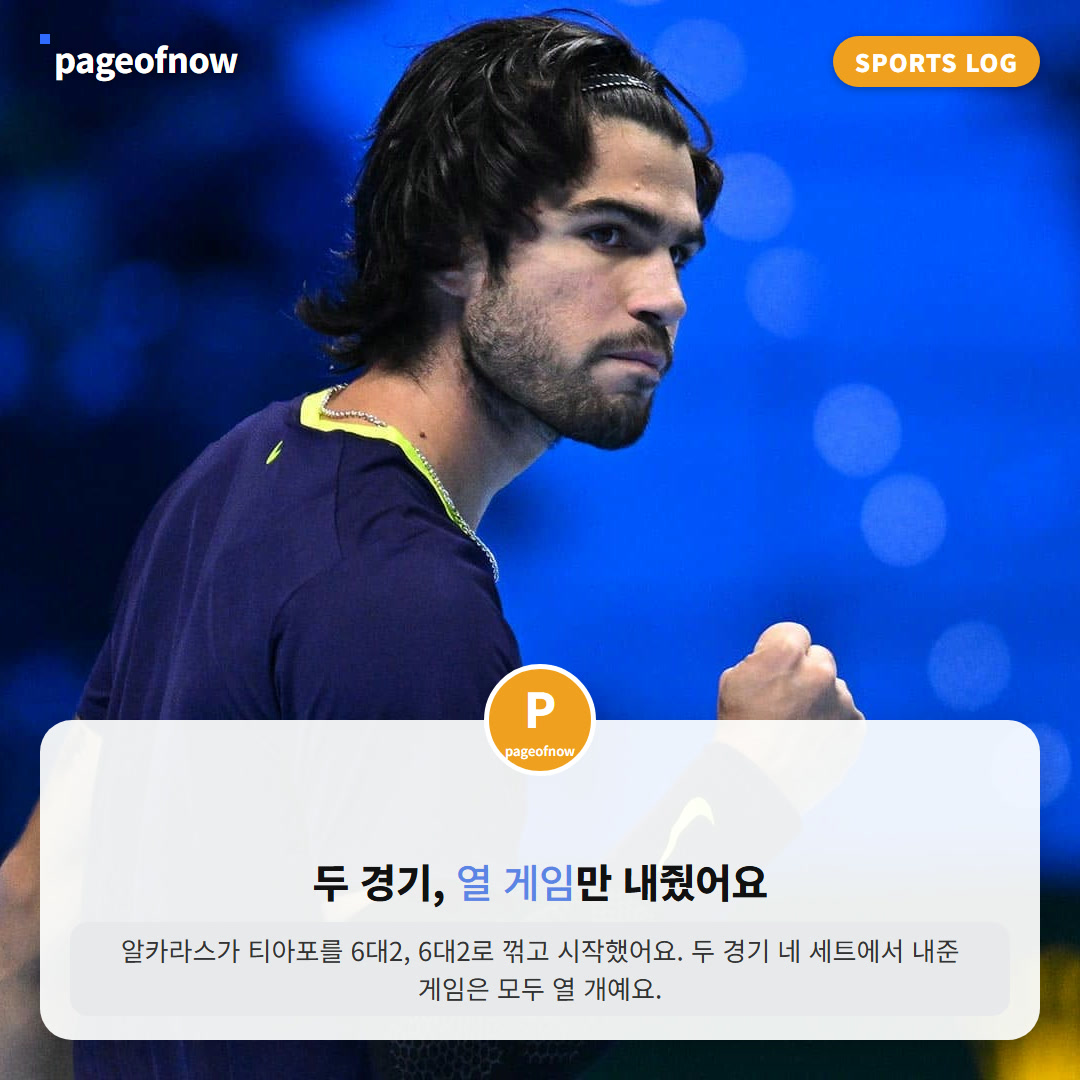 pageofnow
SPORTS LOG
P
pageofnow
두 경기, 열 게임만 내줬어요
알카라스가 티아포를 6대2, 6대2로 꺾고 시작했어요. 두 경기 네 세트에서 내준
게임은 모두 열 개예요.